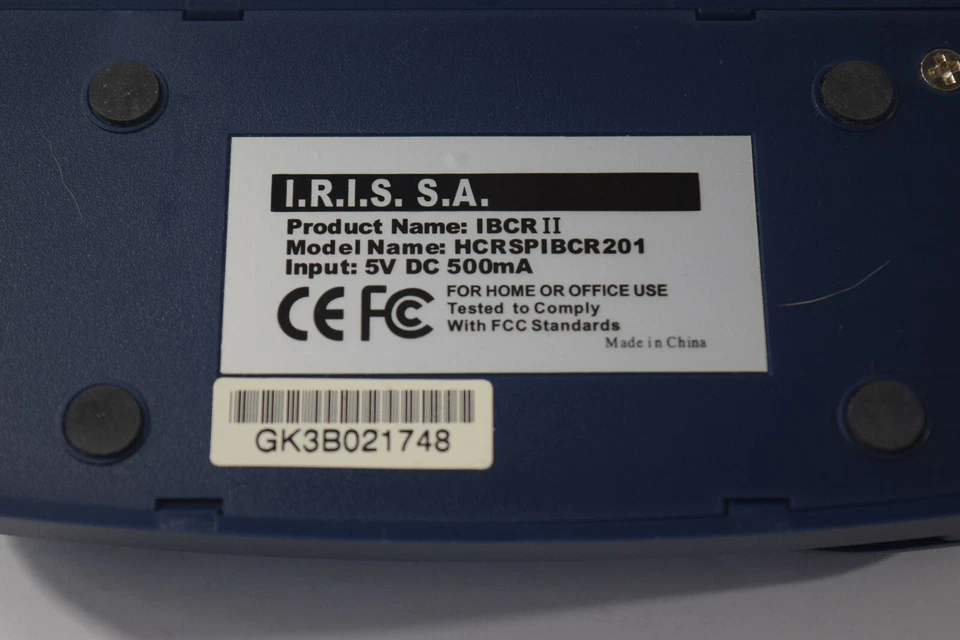 I.R.I.S. S.A.
Product Name: IBCR II
Model Name: HCRSPIBCR201
Input: 5V DC 500mA
CE FC FOR HOME OR OFFICE USE
Tested to Comply
With FCC Standards
Made in China
GK3B021748